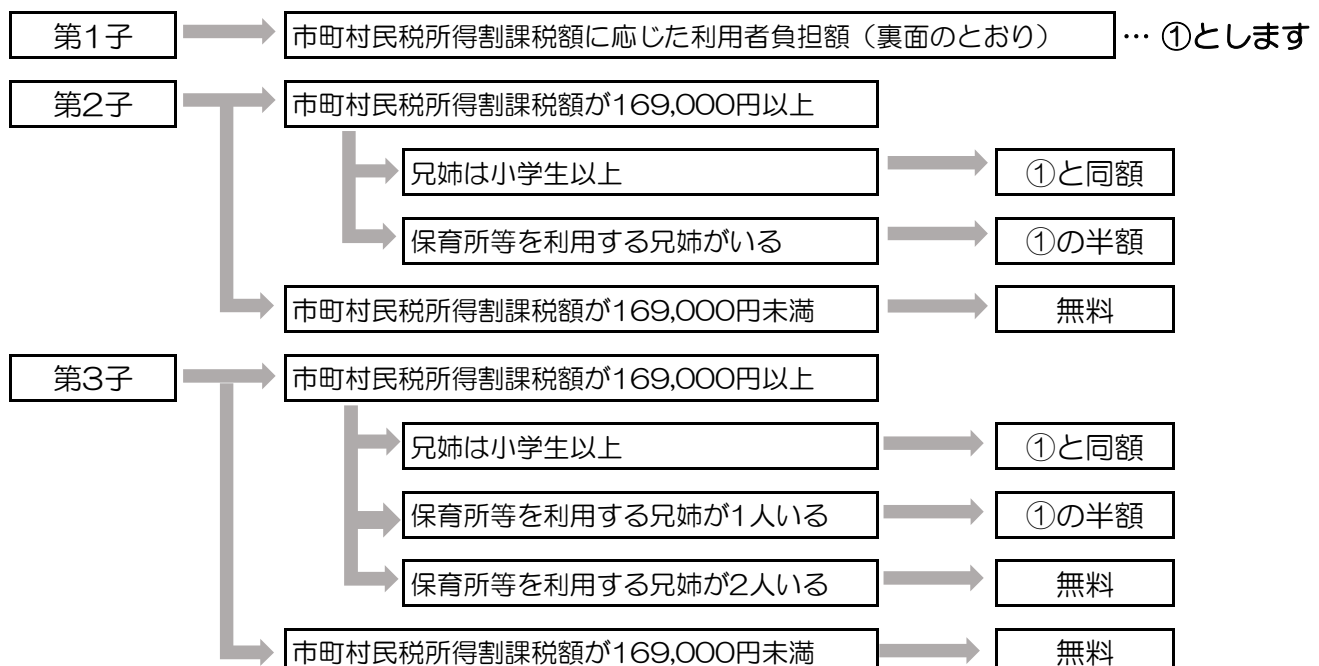 第1子 市町村民税所得割課税額に応じた利用者負担額（裏面のとおり） … ①とします
第2子 市町村民税所得割課税額が169,000円以上
兄姉は小学生以上 ①と同額
保育所等を利用する兄姉がいる ①の半額
市町村民税所得割課税額が169,000円未満 無料
第3子 市町村民税所得割課税額が169,000円以上
兄姉は小学生以上 ①と同額
保育所等を利用する兄姉が1人いる ①の半額
保育所等を利用する兄姉が2人いる 無料
市町村民税所得割課税額が169,000円未満 無料